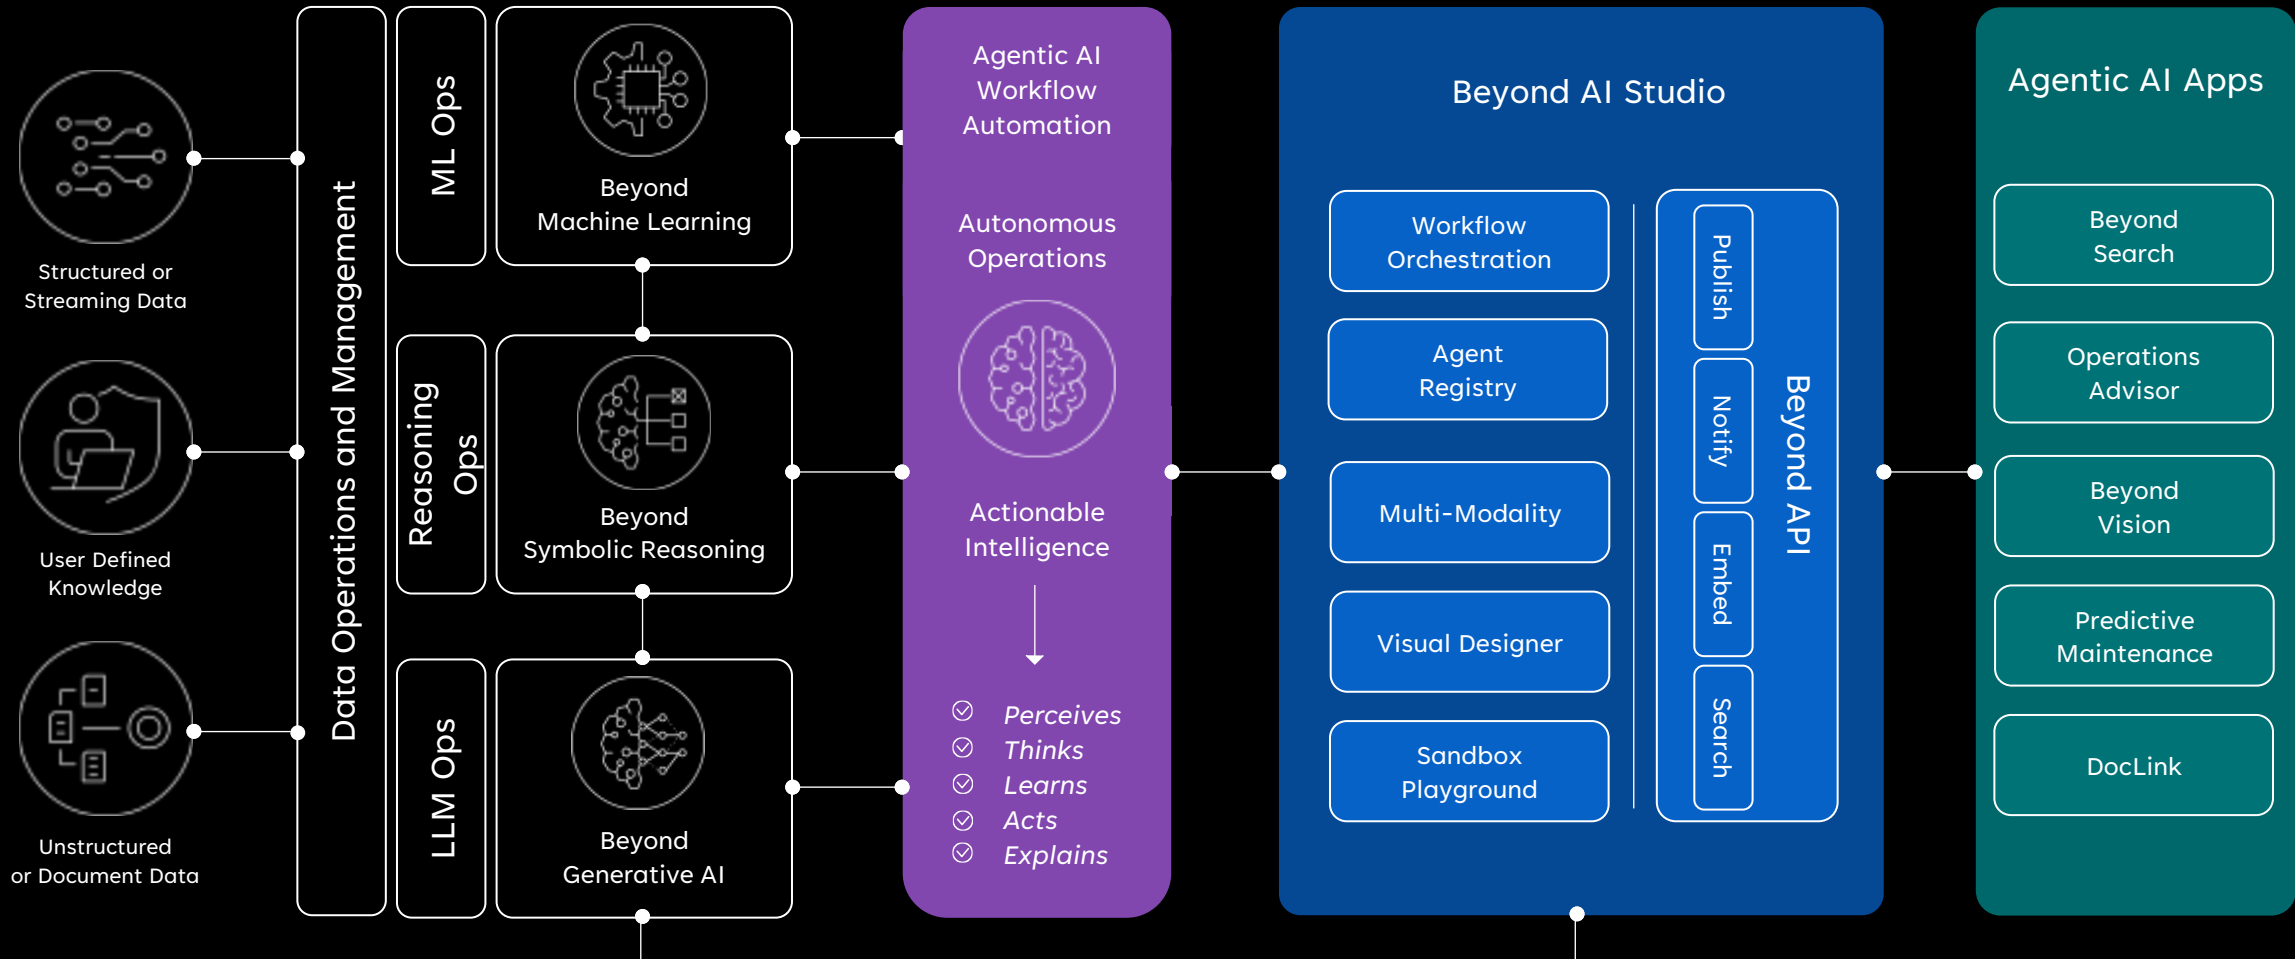 Structured or
Streaming Data
User Defined
Knowledge
Unstructured
or Document Data
Data Operations and Management
ML Ops
Reasoning
Ops
LLM Ops
Beyond
Machine Learning
Beyond
Symbolic Reasoning
Beyond
Generative AI
Agentic AI
Workflow
Automation
Autonomous
Operations
Actionable
Intelligence
Perceives
Thinks
Learns
Acts
Explains
Beyond AI Studio
Workflow
Orchestration
Agent
Registry
Multi-Modality
Visual Designer
Sandbox
Playground
Publish
Notify
Embed
Search
Beyond API
Agentic AI Apps
Beyond
Search
Operations
Advisor
Beyond
Vision
Predictive
Maintenance
DocLink